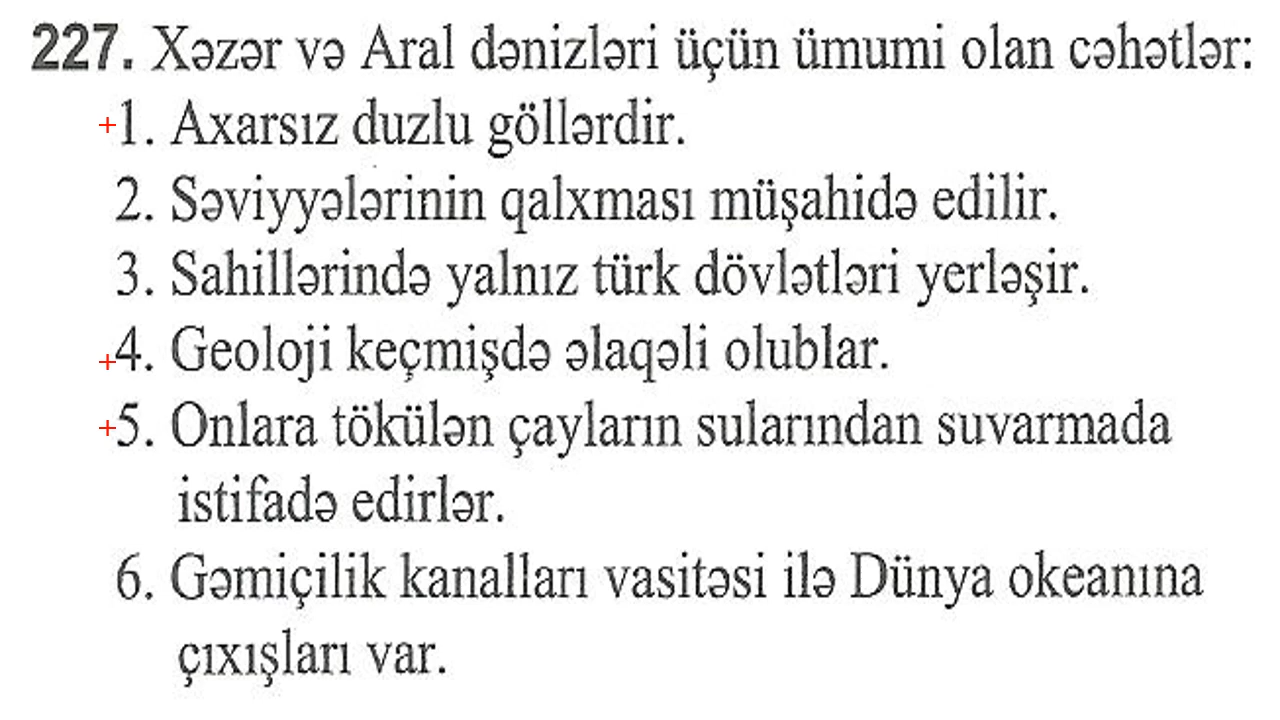 227. Xəzər və Aral dənizləri üçün ümumi olan cəhətlər:
+1. Axarsız duzlu göllərdir.
2. Səviyyələrinin qalxması müşahidə edilir.
3. Sahillərində yalnız türk dövlətləri yerləşir.
+4. Geoloji keçmişdə əlaqəli olublar.
+5. Onlara tökülən çayların sularından suvarmada
istifadə edirlər.
6. Gəmiçilik kanalları vasitəsi ilə Dünya okeanına
çıxışları var.